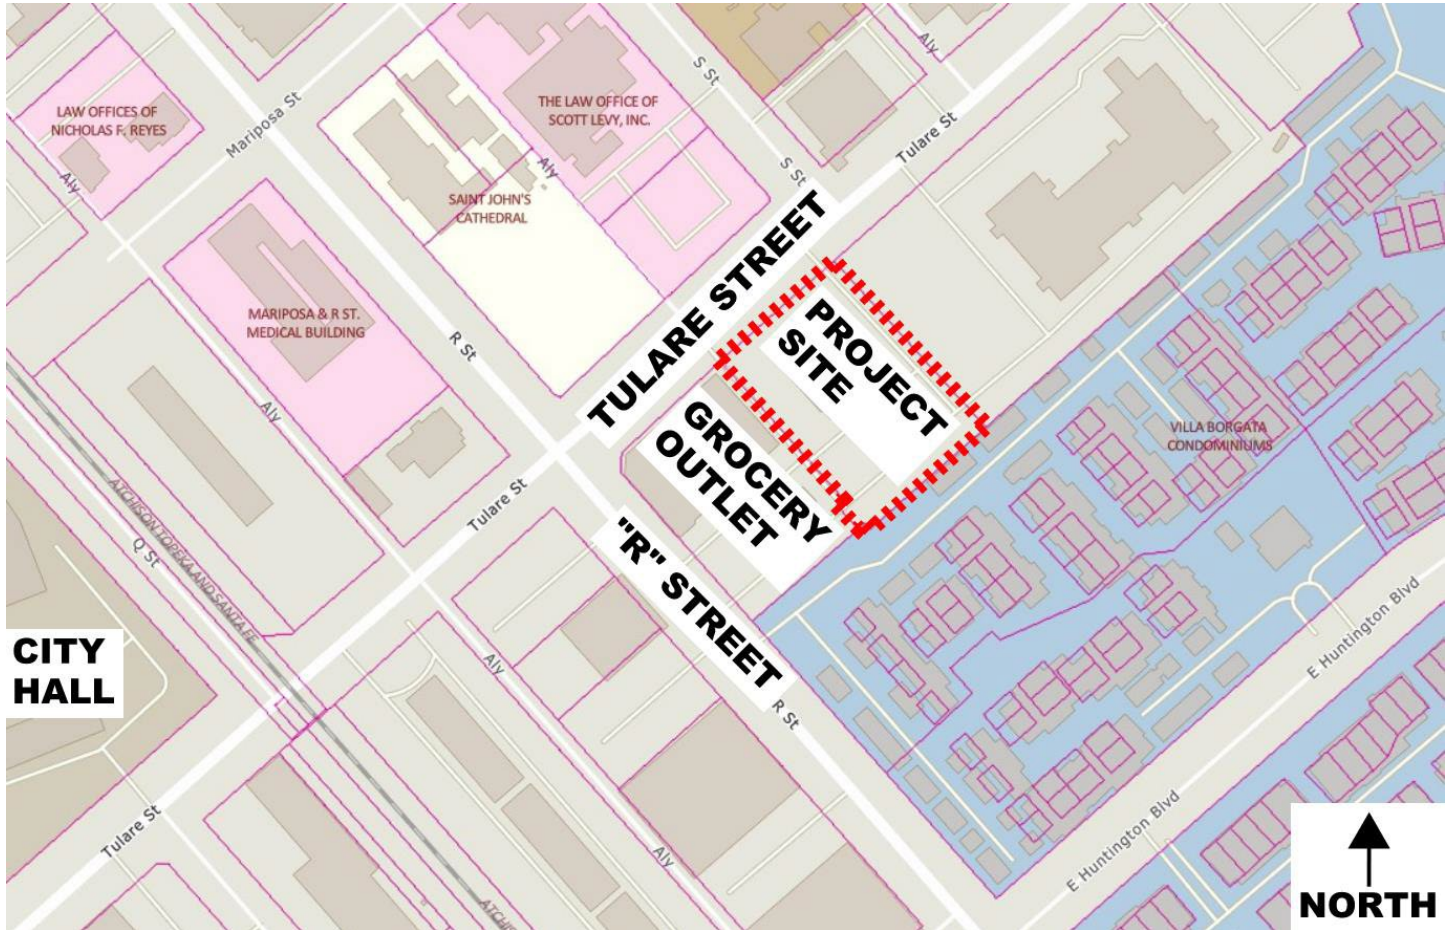 S St
Aly
LAW OFFICES OF
NICHOLAS F. REYES
Mariposa St
THE LAW OFFICE OF
SCOTT LEVY, INC.
Tulare St
Aly
Aly
S St
SAINT JOHN'S
CATHEDRAL
TULARE STREET
MARIPOSA & R ST.
MEDICAL BUILDING
R St
PROJECT
SITE
Aly
GROCERY
OUTLET
VILLA BORGATA
CONDOMINIUMS
Tulare St
ATCHISON TOPEKA AND SANTA FE
Q St
"R" STREET
CITY
HALL
Aly
E Huntington Blvd
R St
Tulare St
Aly
E Huntington Blvd
ATCHIS
NORTH